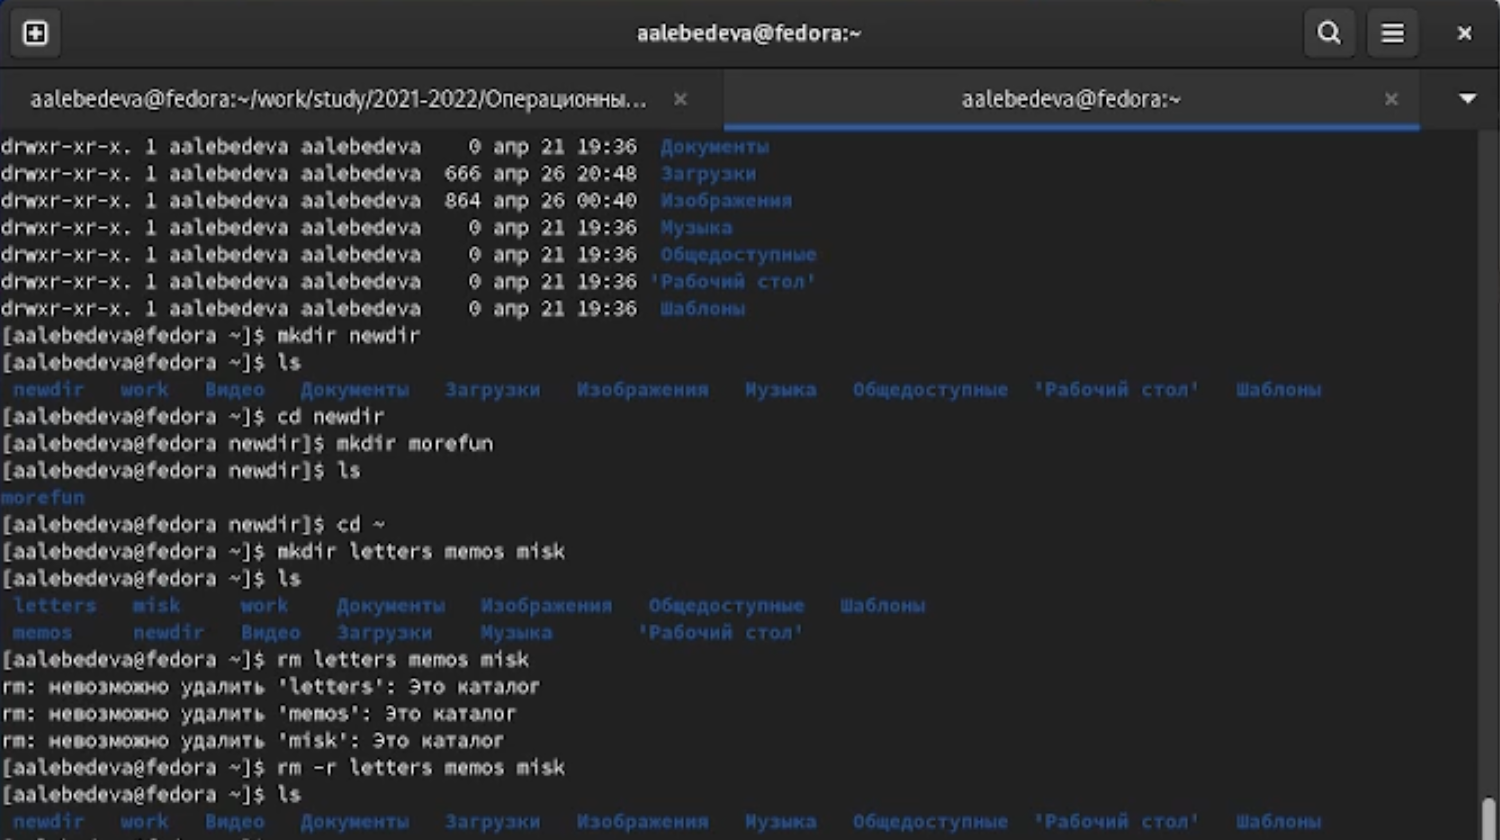 aalebedeva@fedora:~
aalebedeva@fedora:~/work/study/2021-2022/Операционны...
aalebedeva@fedora:~
drwxr-xr-x. 1 aalebedeva aalebedeva    0 апр 21 19:36  Документы
drwxr-xr-x. 1 aalebedeva aalebedeva  666 апр 26 20:48  Загрузки
drwxr-xr-x. 1 aalebedeva aalebedeva  864 апр 26 00:40  Изображения
drwxr-xr-x. 1 aalebedeva aalebedeva    0 апр 21 19:36  Музыка
drwxr-xr-x. 1 aalebedeva aalebedeva    0 апр 21 19:36  Общедоступные
drwxr-xr-x. 1 aalebedeva aalebedeva    0 апр 21 19:36 'Рабочий стол'
drwxr-xr-x. 1 aalebedeva aalebedeva    0 апр 21 19:36  Шаблоны
[aalebedeva@fedora ~]$ mkdir newdir
[aalebedeva@fedora ~]$ ls
newdir   work   Видео   Документы   Загрузки   Изображения   Музыка   Общедоступные  'Рабочий стол'   Шаблоны
[aalebedeva@fedora ~]$ cd newdir
[aalebedeva@fedora newdir]$ mkdir morefun
[aalebedeva@fedora newdir]$ ls
morefun
[aalebedeva@fedora newdir]$ cd ~
[aalebedeva@fedora ~]$ mkdir letters memos misk
[aalebedeva@fedora ~]$ ls
letters   misk     work    Документы   Изображения   Общедоступные   Шаблоны
memos     newdir   Видео   Загрузки    Музыка       'Рабочий стол'
[aalebedeva@fedora ~]$ rm letters memos misk
rm: невозможно удалить 'letters': Это каталог
rm: невозможно удалить 'memos': Это каталог
rm: невозможно удалить 'misk': Это каталог
[aalebedeva@fedora ~]$ rm -r letters memos misk
[aalebedeva@fedora ~]$ ls
newdir   work   Видео   Документы   Загрузки   Изображения   Музыка   Общедоступные  'Рабочий стол'   Шаблоны